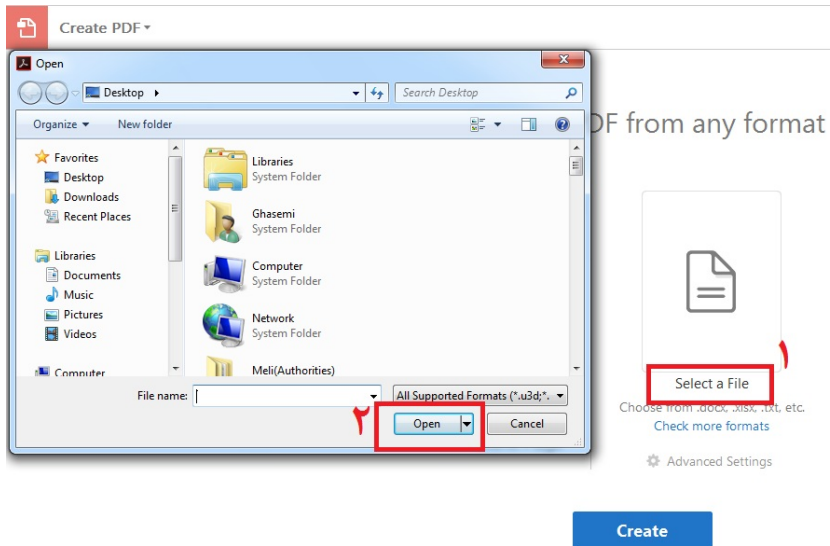 Create PDF
Open
Desktop
Search Desktop
Organize
New folder
DF from any format
Favorites
Desktop
Downloads
Recent Places
Libraries
Documents
Music
Pictures
Videos
Computer
Libraries
System Folder
Ghasemi
System Folder
Computer
System Folder
Network
System Folder
Meli(Authorities)
File name:
All Supported Formats (*.u3d;*.
۲
Open
Cancel
۱
Select a File
Choose from .docx, .xlsx, .txt, etc.
Check more formats
Advanced Settings
Create